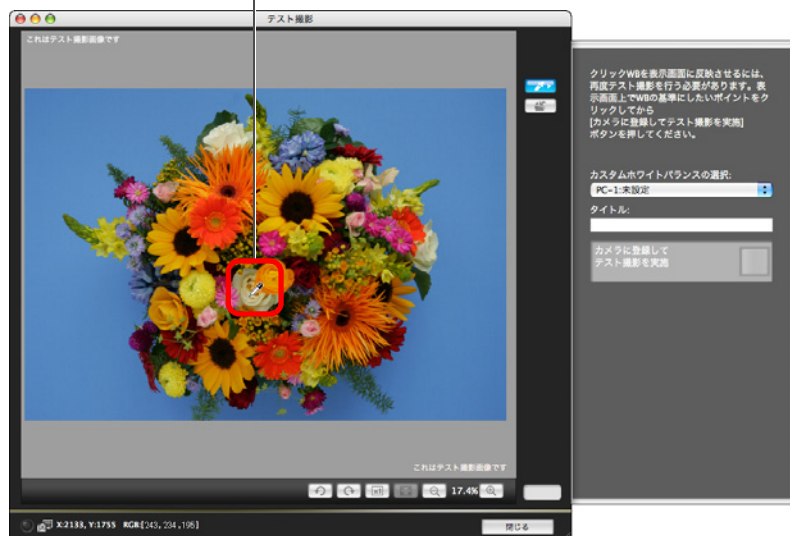 テスト撮影
これはテスト撮影画像です
クリックWBを表示画面に反映させるには、
再度テスト撮影を行う必要があります。表
示画面上でWBの基準にしたいポイントをク
リックしてから
[カメラに登録してテスト撮影を実施]
ボタンを押してください。
カスタムホワイトバランスの選択:
PC-1:未設定
タイトル:
カメラに登録して
テスト撮影を実施
これはテスト撮影画像です
17.4%
X:2133, Y:1755 RGB[243, 234, 195]
閉じる